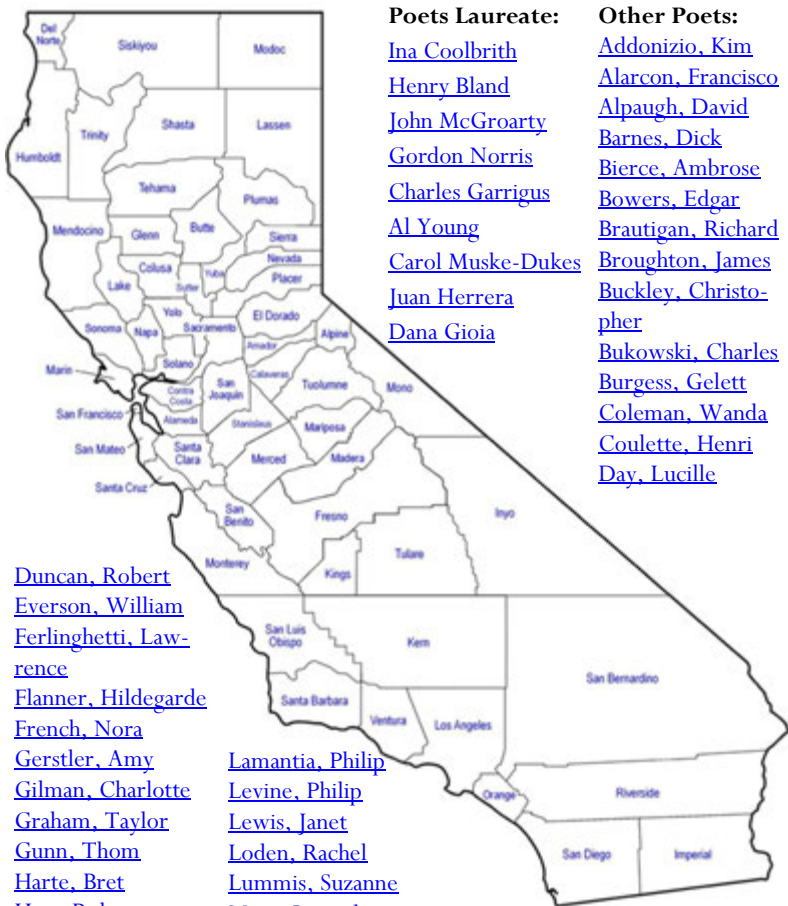 Poets Laureate:
Ina Coolbrith
Henry Bland
John McGroarty
Gordon Norris
Charles Garrigus
Al Young
Carol Muske-Dukes
Juan Herrera
Dana Gioia
Other Poets:
Addonizio, Kim
Alarcon, Francisco
Alpaugh, David
Barnes, Dick
Bierce, Ambrose
Bowers, Edgar
Brautigan, Richard
Broughton, James
Buckley, Christo-
pher
Bukowski, Charles
Burgess, Gelett
Coleman, Wanda
Coulette, Henri
Day, Lucille
Duncan, Robert
Everson, William
Ferlinghetti, Law-
rence
Flanner, Hildegarde
French, Nora
Gerstler, Amy
Gilman, Charlotte
Graham, Taylor
Gunn, Thom
Harte, Bret
Lamantia, Philip
Levine, Philip
Lewis, Janet
Loden, Rachel
Lummis, Suzanne
Del
Norte
Siskiyou
Modoc
Humboldt
Trinity
Shasta
Lassen
Tehama
Plumas
Mendocino
Glenn
Butte
Sierra
Nevada
Placer
Colusa
Sutter
Yuba
Lake
Yolo
El Dorado
Sonoma
Napa
Sacramento
Alpine
Amador
Solano
Marin
Calaveras
San
Joaquin
Tuolumne
Mono
Contra
Costa
San Francisco
Alameda
Stanislaus
Mariposa
San Mateo
Santa
Clara
Merced
Madera
Santa Cruz
San
Benito
Fresno
Inyo
Monterey
Kings
Tulare
San Luis
Obispo
Kern
San Bernardino
Santa Barbara
Ventura
Los Angeles
Orange
Riverside
San Diego
Imperial